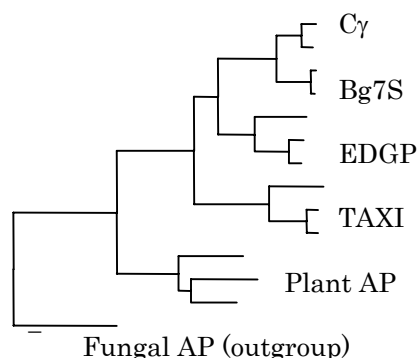 Cγ
Bg7S
EDGP
TAXI
Plant AP
Fungal AP (outgroup)